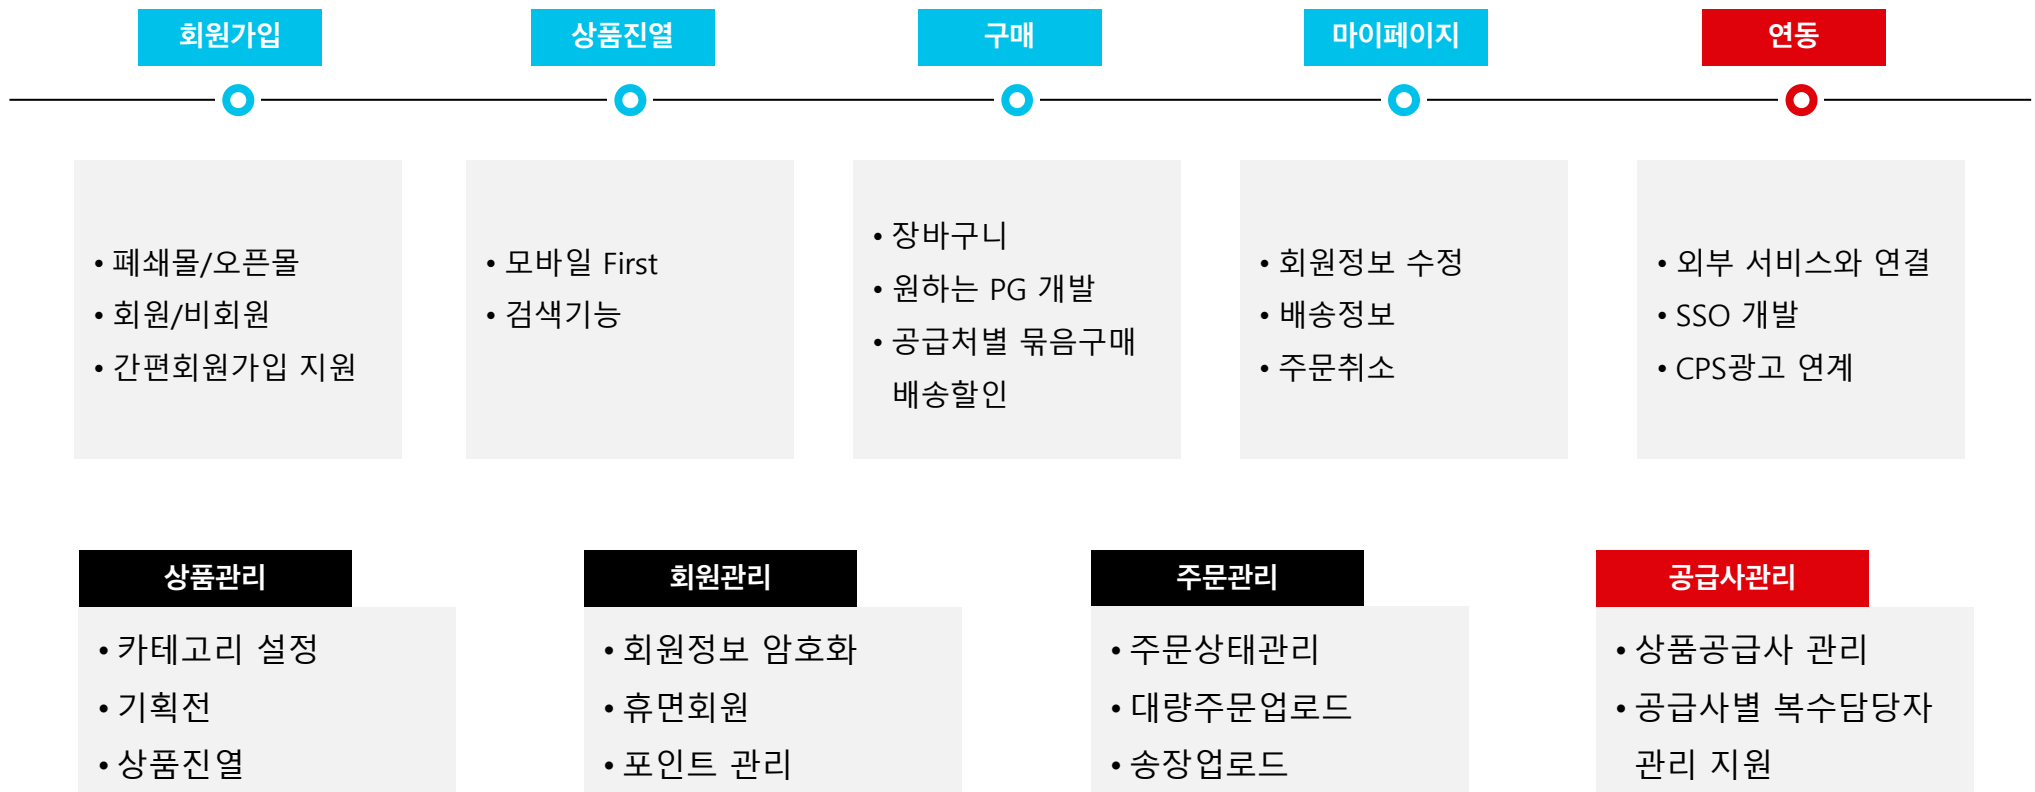 회원가입
상품진열
구매
마이페이지
연동
• 폐쇄몰/오픈몰
• 회원/비회원
• 간편회원가입 지원
• 모바일 First
• 검색기능
• 장바구니
• 원하는 PG 개발
• 공급처별 묶음구매
배송할인
• 회원정보 수정
• 배송정보
• 주문취소
• 외부 서비스와 연결
• SSO 개발
• CPS광고 연계
상품관리
• 카테고리 설정
• 기획전
• 상품진열
회원관리
• 회원정보 암호화
• 휴면회원
• 포인트 관리
주문관리
• 주문상태관리
• 대량주문업로드
• 송장업로드
공급사관리
• 상품공급사 관리
• 공급사별 복수담당자
관리 지원